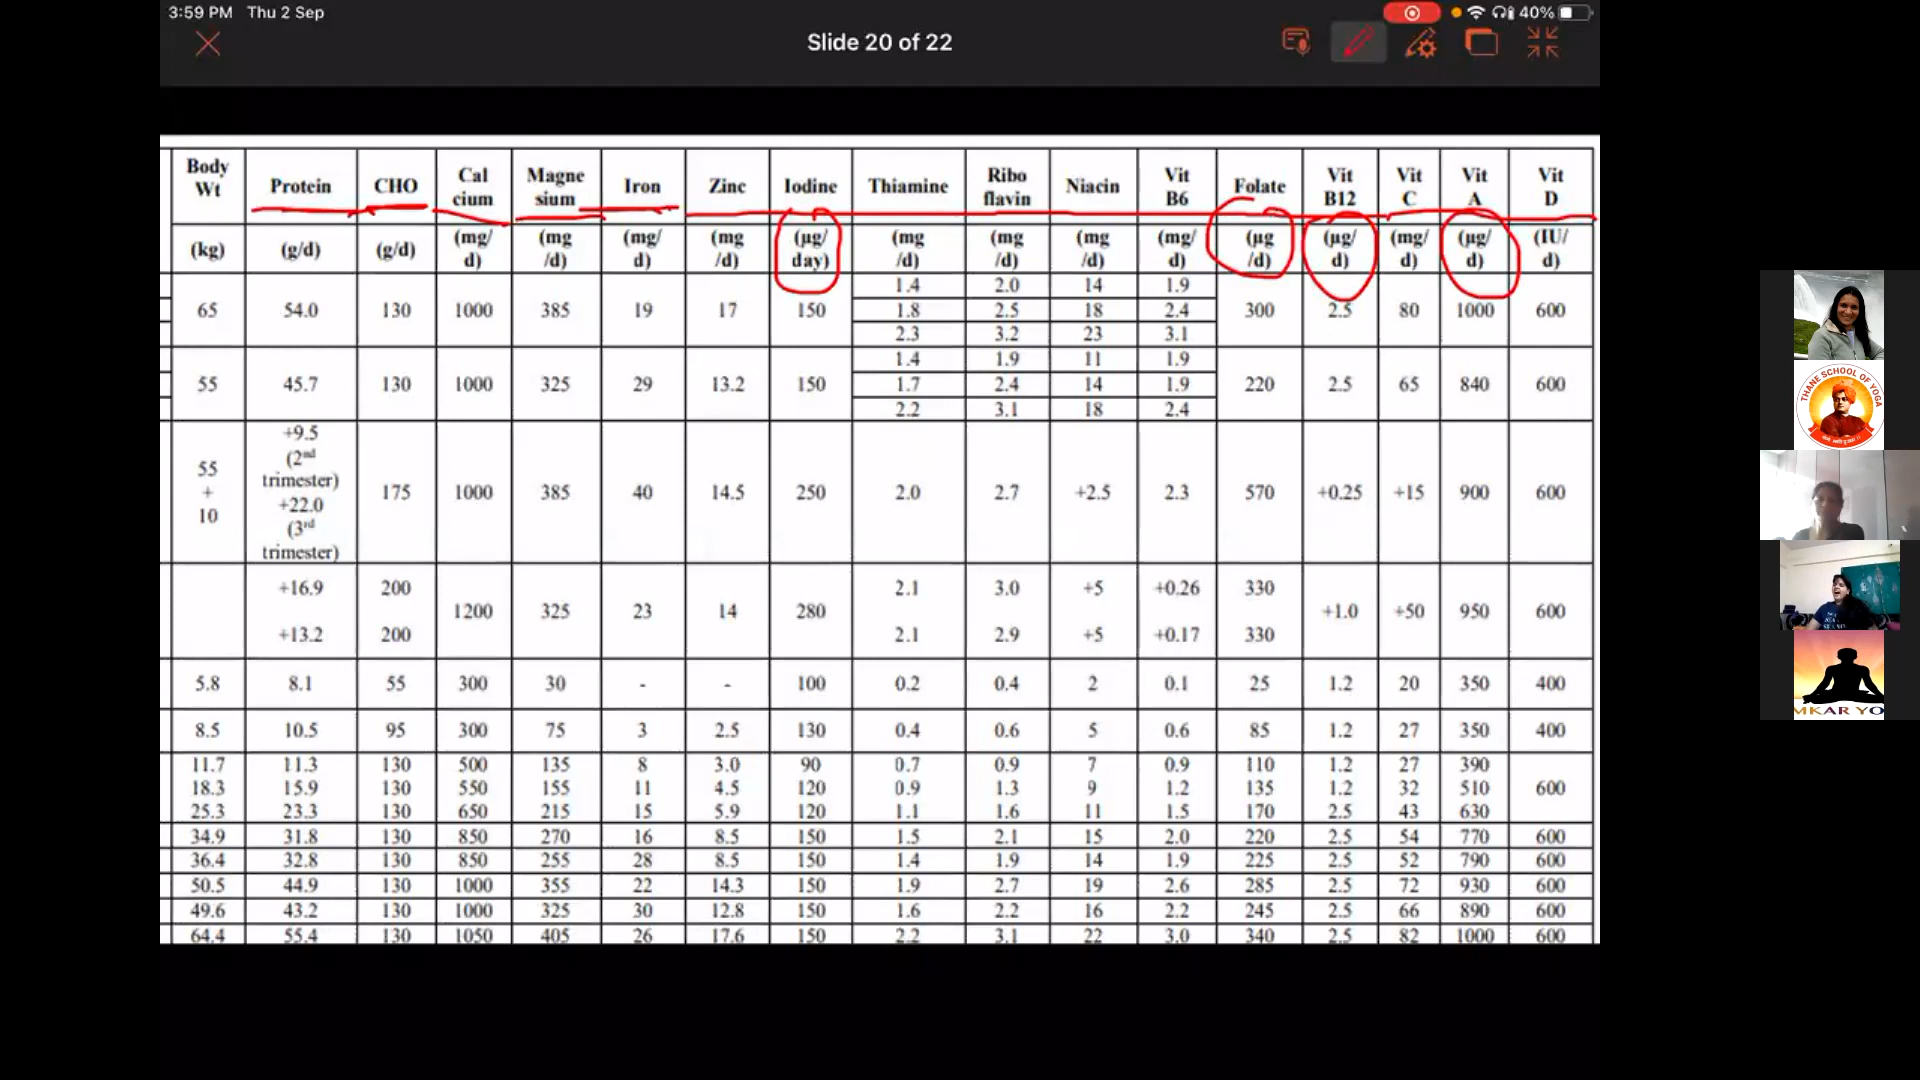 3:59 PM Thu 2 Sep
40%
Slide 20 of 22
Body Wt Protein CHO Cal cium Magne sium Iron Zinc Iodine Thiamine Ribo flavin Niacin Vit B6 Folate Vit B12 Vit C Vit A Vit D
(kg) (g/d) (g/d) (mg/ d) (mg /d) (mg/ d) (mg /d) (µg/ day) (mg /d) (mg /d) (mg /d) (mg/ d) (µg /d) (µg/ d) (mg/ d) (µg/ d) (IU/ d)
1.4 2.0 14 1.9
65 54.0 130 1000 385 19 17 150 1.8 2.5 18 2.4 300 2.5 80 1000 600
2.3 3.2 23 3.1
1.4 1.9 11 1.9
55 45.7 130 1000 325 29 13.2 150 1.7 2.4 14 1.9 220 2.5 65 840 600
2.2 3.1 18 2.4
55 + 10 +9.5 (2nd trimester) +22.0 (3rd trimester) 175 1000 385 40 14.5 250 2.0 2.7 +2.5 2.3 570 +0.25 +15 900 600
+16.9 200 2.1 3.0 +5 +0.26 330
1200 325 23 14 280 +1.0 +50 950 600
+13.2 200 2.1 2.9 +5 +0.17 330
5.8 8.1 55 300 30 - - 100 0.2 0.4 2 0.1 25 1.2 20 350 400
8.5 10.5 95 300 75 3 2.5 130 0.4 0.6 5 0.6 85 1.2 27 350 400
11.7 11.3 130 500 135 8 3.0 90 0.7 0.9 7 0.9 110 1.2 27 390
18.3 15.9 130 550 155 11 4.5 120 0.9 1.3 9 1.2 135 1.2 32 510 600
25.3 23.3 130 650 215 15 5.9 120 1.1 1.6 11 1.5 170 2.5 43 630
34.9 31.8 130 850 270 16 8.5 150 1.5 2.1 15 2.0 220 2.5 54 770 600
36.4 32.8 130 850 255 28 8.5 150 1.4 1.9 14 1.9 225 2.5 52 790 600
50.5 44.9 130 1000 355 22 14.3 150 1.9 2.7 19 2.6 285 2.5 72 930 600
49.6 43.2 130 1000 325 30 12.8 150 1.6 2.2 16 2.2 245 2.5 66 890 600
64.4 55.4 130 1050 405 26 17.6 150 2.2 3.1 22 3.0 340 2.5 82 1000 600
THANE SCHOOL OF YOGA
MKAR YO